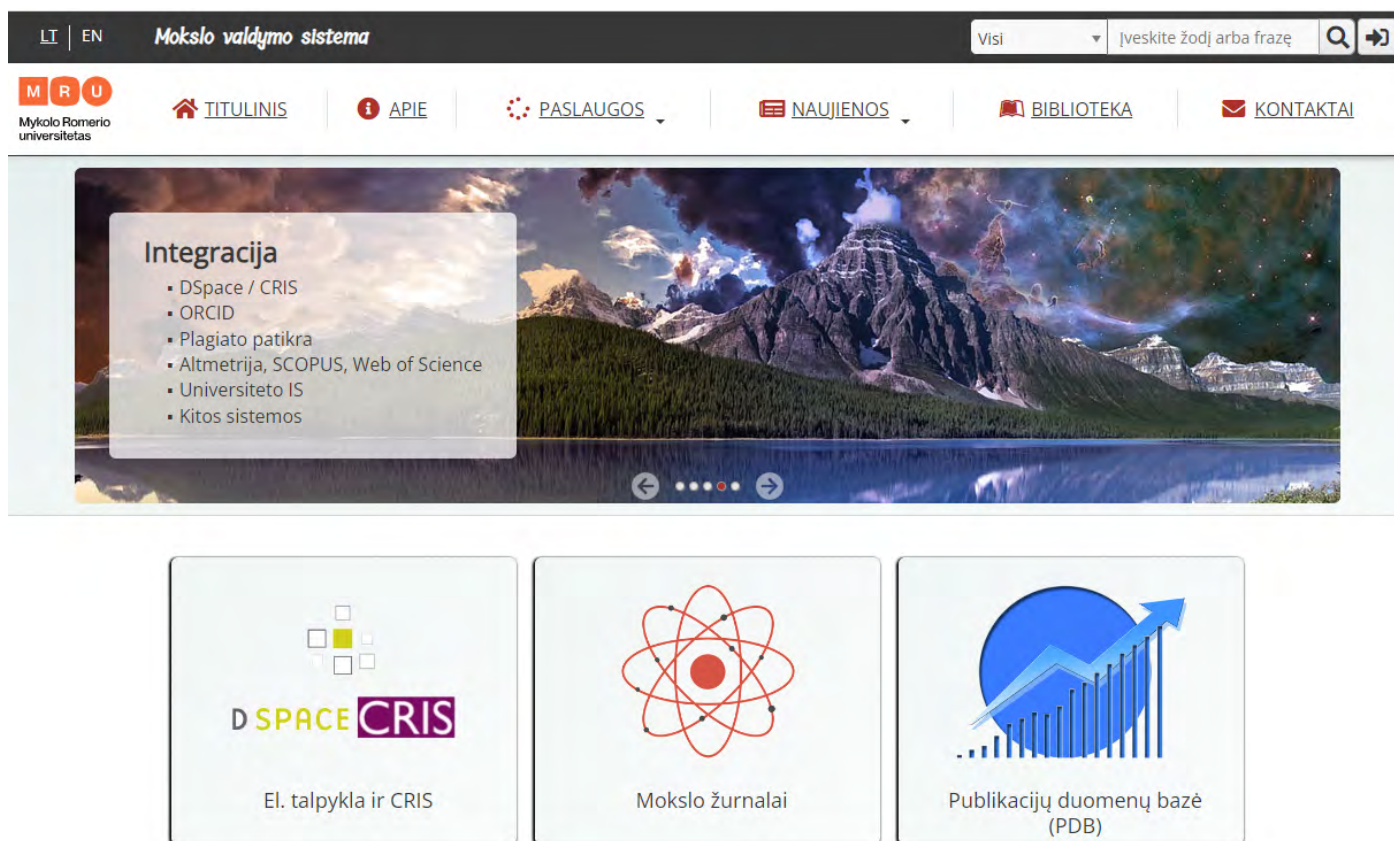 LT | EN Mokslo valdymo sistema Visi Įveskite žodį arba frazę
M R U
Mykolo Romerio
universitetas
TITULINIS APIE PASLAUGOS NAUJIENOS BIBLIOTEKA KONTAKTAI
Integracija
▪ DSpace / CRIS
▪ ORCID
▪ Plagiato patikra
▪ Altmetrija, SCOPUS, Web of Science
▪ Universiteto IS
▪ Kitos sistemos
DSPACE CRIS
El. talpykla ir CRIS
Mokslo žurnalai
Publikacijų duomenų bazė
(PDB)